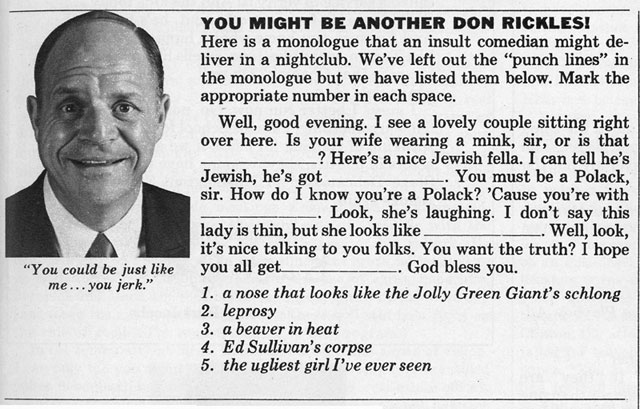 YOU MIGHT BE ANOTHER DON RICKLES!
Here is a monologue that an insult comedian might de-
liver in a nightclub. We've left out the "punch lines" in
the monologue but we have listed them below. Mark the
appropriate number in each space.
Well, good evening. I see a lovely couple sitting right
over here. Is your wife wearing a mink, sir, or is that
____________? Here's a nice Jewish fella. I can tell he's
Jewish, he's got ____________. You must be a Polack,
sir. How do I know you're a Polack? 'Cause you're with
____________. Look, she's laughing. I don't say this
lady is thin, but she looks like ____________. Well, look,
it's nice talking to you folks. You want the truth? I hope
you all get____________. God bless you.
1. a nose that looks like the Jolly Green Giant's schlong
2. leprosy
3. a beaver in heat
4. Ed Sullivan's corpse
5. the ugliest girl I've ever seen
"You could be just like
me...you jerk."